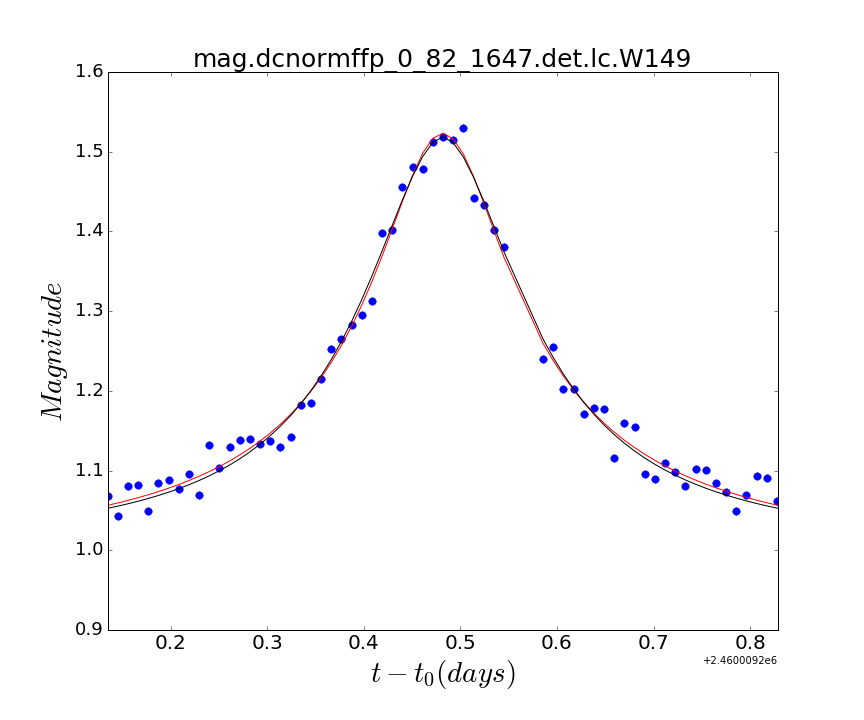 mag.dcnormffp_0_82_1647.det.lc.W149
1.6
1.5
1.4
1.3
1.2
1.1
1.0
0.9
Magnitude
0.2 0.3 0.4 0.5 0.6 0.7 0.8
+2.4600092e6
t − t₀(days)